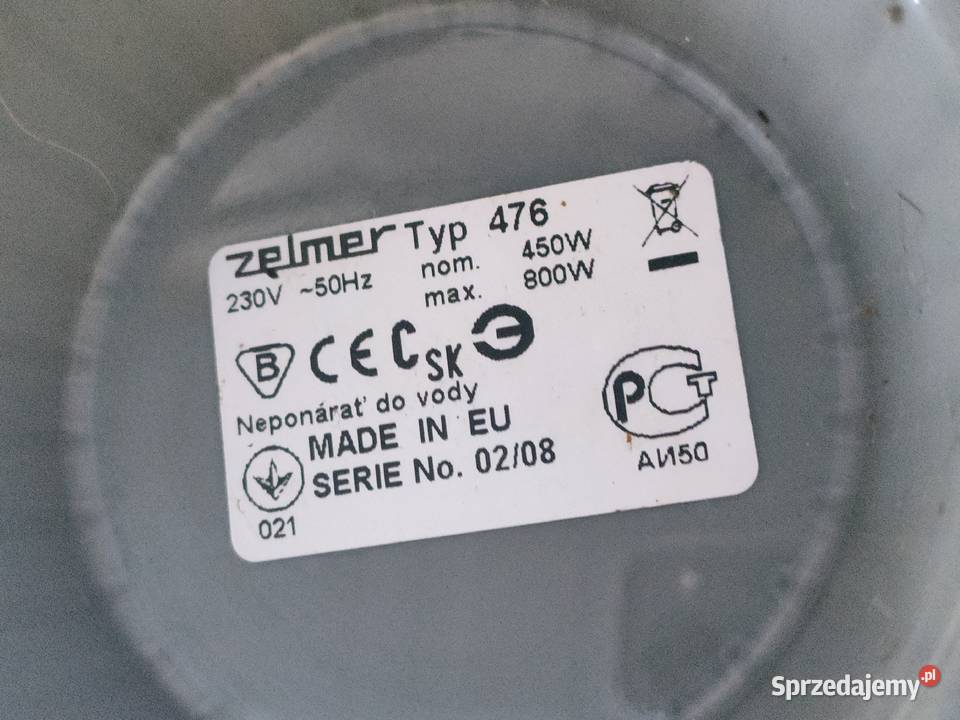 zelmer Typ 476
230V ~50Hz nom. 450W
max. 800W
B CE C SK Э
Neponárať do vody
MADE IN EU
SERIE No. 02/08
021
PCT
АИ50
Sprzedajemy.pl